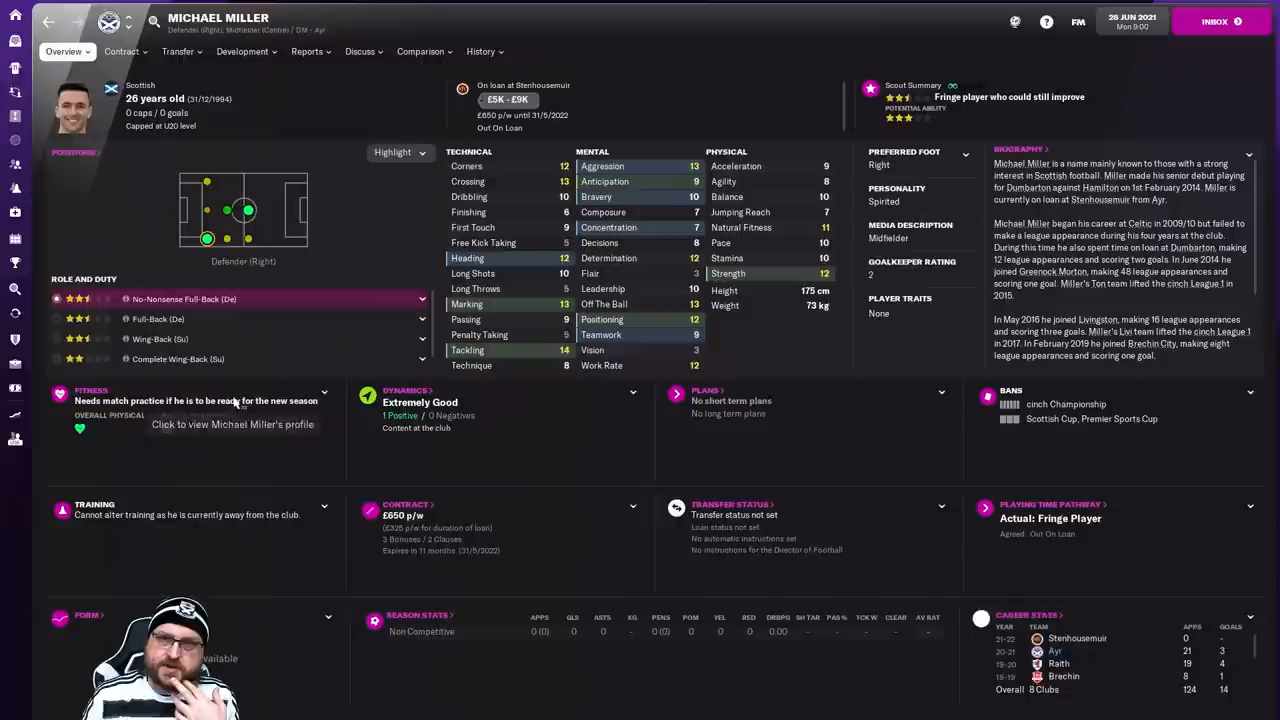 MICHAEL MILLER
Defender (Right), Midfielder (Centre) / DM - Ayr
FM
28 JUN 2021
Mon 9:00
INBOX
Overview
Contract
Transfer
Development
Reports
Discuss
Comparison
History
Scottish
26 years old (31/12/1994)
0 caps / 0 goals
Capped at U20 level
On loan at Stenhousemuir
£5K - £9K
£650 p/w until 31/5/2022
Out On Loan
Scout Summary
Fringe player who could still improve
POTENTIAL ABILITY
POSITIONS
Highlight
Defender (Right)
ROLE AND DUTY
No-Nonsense Full-Back (De)
Full-Back (De)
Wing-Back (Su)
Complete Wing-Back (Su)
TECHNICAL
Corners 12
Crossing 13
Dribbling 10
Finishing 6
First Touch 9
Free Kick Taking 5
Heading 12
Long Shots 10
Long Throws 5
Marking 13
Passing 9
Penalty Taking 5
Tackling 14
Technique 8
MENTAL
Aggression 13
Anticipation 9
Bravery 10
Composure 7
Concentration 7
Decisions 8
Determination 12
Flair 3
Leadership 10
Off The Ball 13
Positioning 12
Teamwork 9
Vision 3
Work Rate 12
PHYSICAL
Acceleration 9
Agility 8
Balance 10
Jumping Reach 7
Natural Fitness 11
Pace 10
Stamina 10
Strength 12
Height 175 cm
Weight 73 kg
PREFERRED FOOT
Right
PERSONALITY
Spirited
MEDIA DESCRIPTION
Midfielder
GOALKEEPER RATING
2
PLAYER TRAITS
None
BIOGRAPHY >
Michael Miller is a name mainly known to those with a strong
interest in Scottish football. Miller made his senior debut playing
for Dumbarton against Hamilton on 1st February 2014. Miller is
currently on loan at Stenhousemuir from Ayr.
Michael Miller began his career at Celtic in 2009/10 but failed to
make a league appearance during his four years at the club.
During this time he also spent time on loan at Dumbarton, making
12 league appearances and scoring two goals. In June 2014 he
joined Greenock Morton, making 48 league appearances and
scoring one goal. Miller's Ton team lifted the cinch League 1 in
2015.
In May 2016 he joined Livingston, making 16 league appearances
and scoring three goals. Miller's Livi team lifted the cinch League 1
in 2017. In February 2019 he joined Brechin City, making eight
league appearances and scoring one goal.
FITNESS
Needs match practice if he is to be ready for the new season
OVERALL PHYSICAL
Click to view Michael Miller's profile
DYNAMICS >
Extremely Good
1 Positive / 0 Negatives
Content at the club
PLANS >
No short term plans
No long term plans
BANS
cinch Championship
Scottish Cup, Premier Sports Cup
TRAINING
Cannot alter training as he is currently away from the club.
CONTRACT >
£650 p/w
(£325 p/w for duration of loan)
3 Bonuses / 2 Clauses
Expires in 11 months (31/5/2022)
TRANSFER STATUS >
Transfer status not set
Loan status not set
No automatic instructions set
No instructions for the Director of Football
PLAYING TIME PATHWAY >
Actual: Fringe Player
Agreed: Out On Loan
FORM >
available
SEASON STATS > APPS GLS ASTS XG PENS POM YEL RED DRBPG SH TAR PAS % TCK W CLEAR AV RAT
Non Competitive 0 (0) 0 0 - 0 (0) 0 0 0 0.00 - - - - -
CAREER STATS >
YEAR TEAM APPS GOALS
21-22 Stenhousemuir 0 -
20-21 Ayr 21 3
19-20 Raith 19 4
18-19 Brechin 8 1
Overall 8 Clubs 124 14